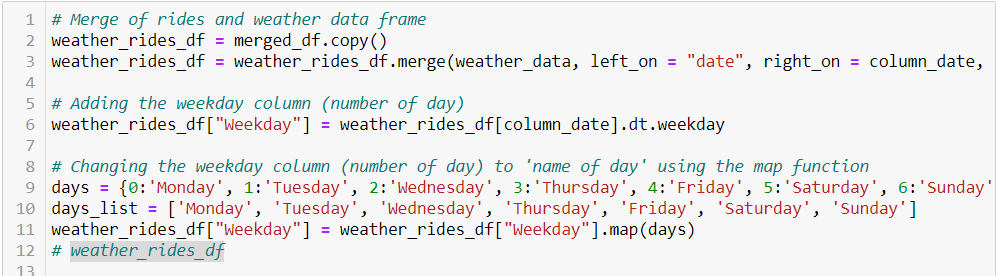 1 # Merge of rides and weather data frame
2 weather_rides_df = merged_df.copy()
3 weather_rides_df = weather_rides_df.merge(weather_data, left_on = "date", right_on = column_date,
4
5 # Adding the weekday column (number of day)
6 weather_rides_df["Weekday"] = weather_rides_df[column_date].dt.weekday
7
8 # Changing the weekday column (number of day) to 'name of day' using the map function
9 days = {0:'Monday', 1:'Tuesday', 2:'Wednesday', 3:'Thursday', 4:'Friday', 5:'Saturday', 6:'Sunday'
10 days_list = ['Monday', 'Tuesday', 'Wednesday', 'Thursday', 'Friday', 'Saturday', 'Sunday']
11 weather_rides_df["Weekday"] = weather_rides_df["Weekday"].map(days)
12 # weather_rides_df
13